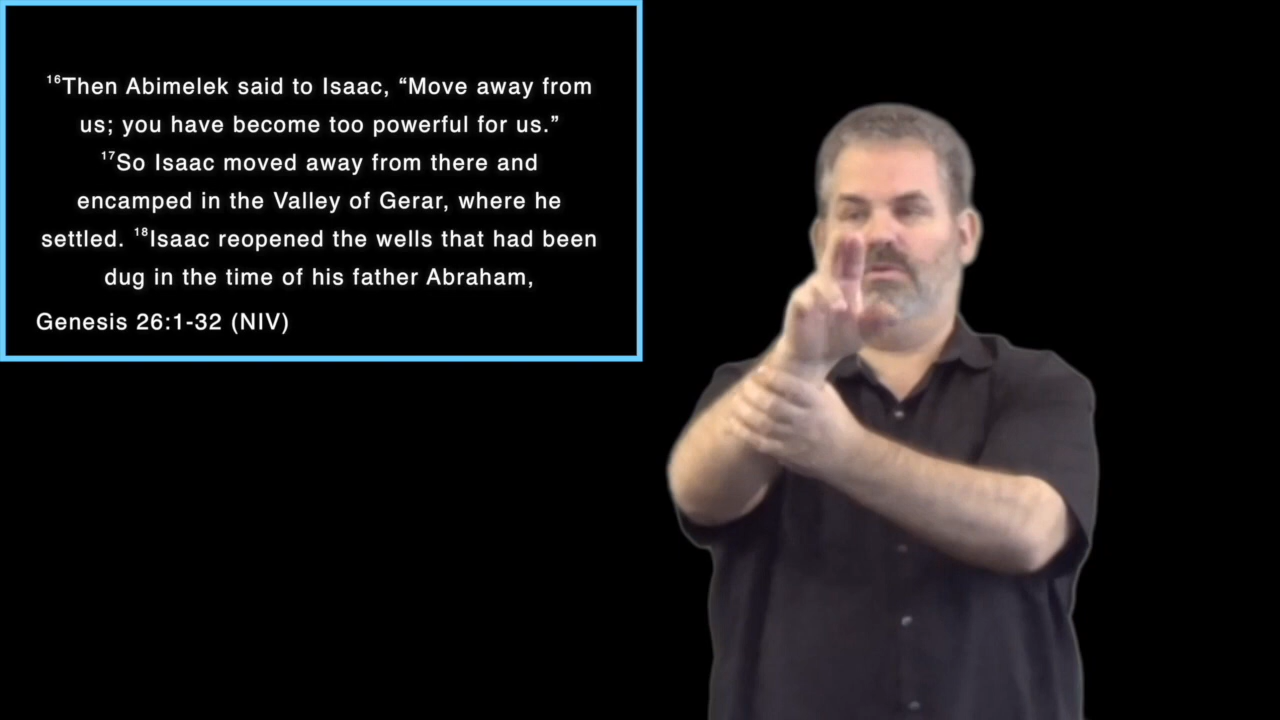 ¹⁶Then Abimelek said to Isaac, “Move away from
us; you have become too powerful for us.”
¹⁷So Isaac moved away from there and
encamped in the Valley of Gerar, where he
settled. ¹⁸Isaac reopened the wells that had been
dug in the time of his father Abraham,
Genesis 26:1-32 (NIV)